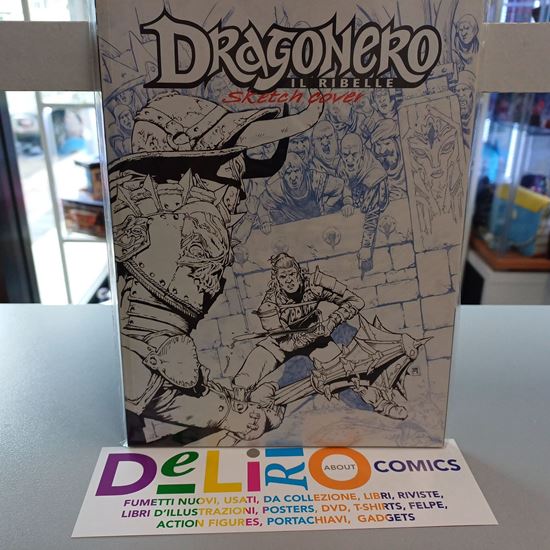 DRAGONERO
IL RIBELLE
Sketch cover
DeLiRiO ABOUT COMICS
FUMETTI NUOVI, USATI, DA COLLEZIONE, LIBRI, RIVISTE,
LIBRI D'ILLUSTRAZIONI, POSTERS, DVD, T-SHIRTS, FELPE,
ACTION FIGURES, PORTACHIAVI, GADGETS